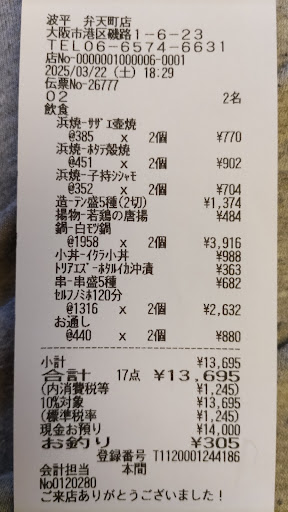 波平 弁天町店
大阪市港区磯路1-6-23
TEL06-6574-6631
店No-0000001000006-0001
2025/03/22 (土) 18:29
伝票No-26777
02 2名
飲食
浜焼-ｻｻﾞｴ壺焼
@385 x 2個 ¥770
浜焼-ﾎﾀﾃ殻焼
@451 x 2個 ¥902
浜焼-子持ｼｼｬﾓ
@352 x 2個 ¥704
造-ﾃﾝ盛5種(2切) ¥1,374
揚物-若鶏の唐揚 ¥484
鍋-白ﾓﾂ鍋
@1958 x 2個 ¥3,916
小丼-ｲｸﾗ小丼 ¥988
ﾄﾘｱｴｽﾞ-ﾎﾀﾙｲｶ沖漬 ¥363
串-串盛5種 ¥682
ｾﾙﾌﾉﾐﾎ120分
@1316 x 2個 ¥2,632
お通し
@440 x 2個 ¥880
小計 ¥13,695
合計 17点 ¥13,695
(内消費税等 ¥1,245)
10%対象 ¥13,695
(標準税率 ¥1,245)
現金お預り ¥14,000
お釣り ¥305
登録番号 T1120001244186
会計担当 本間
No0120280
ご来店ありがとうございました！